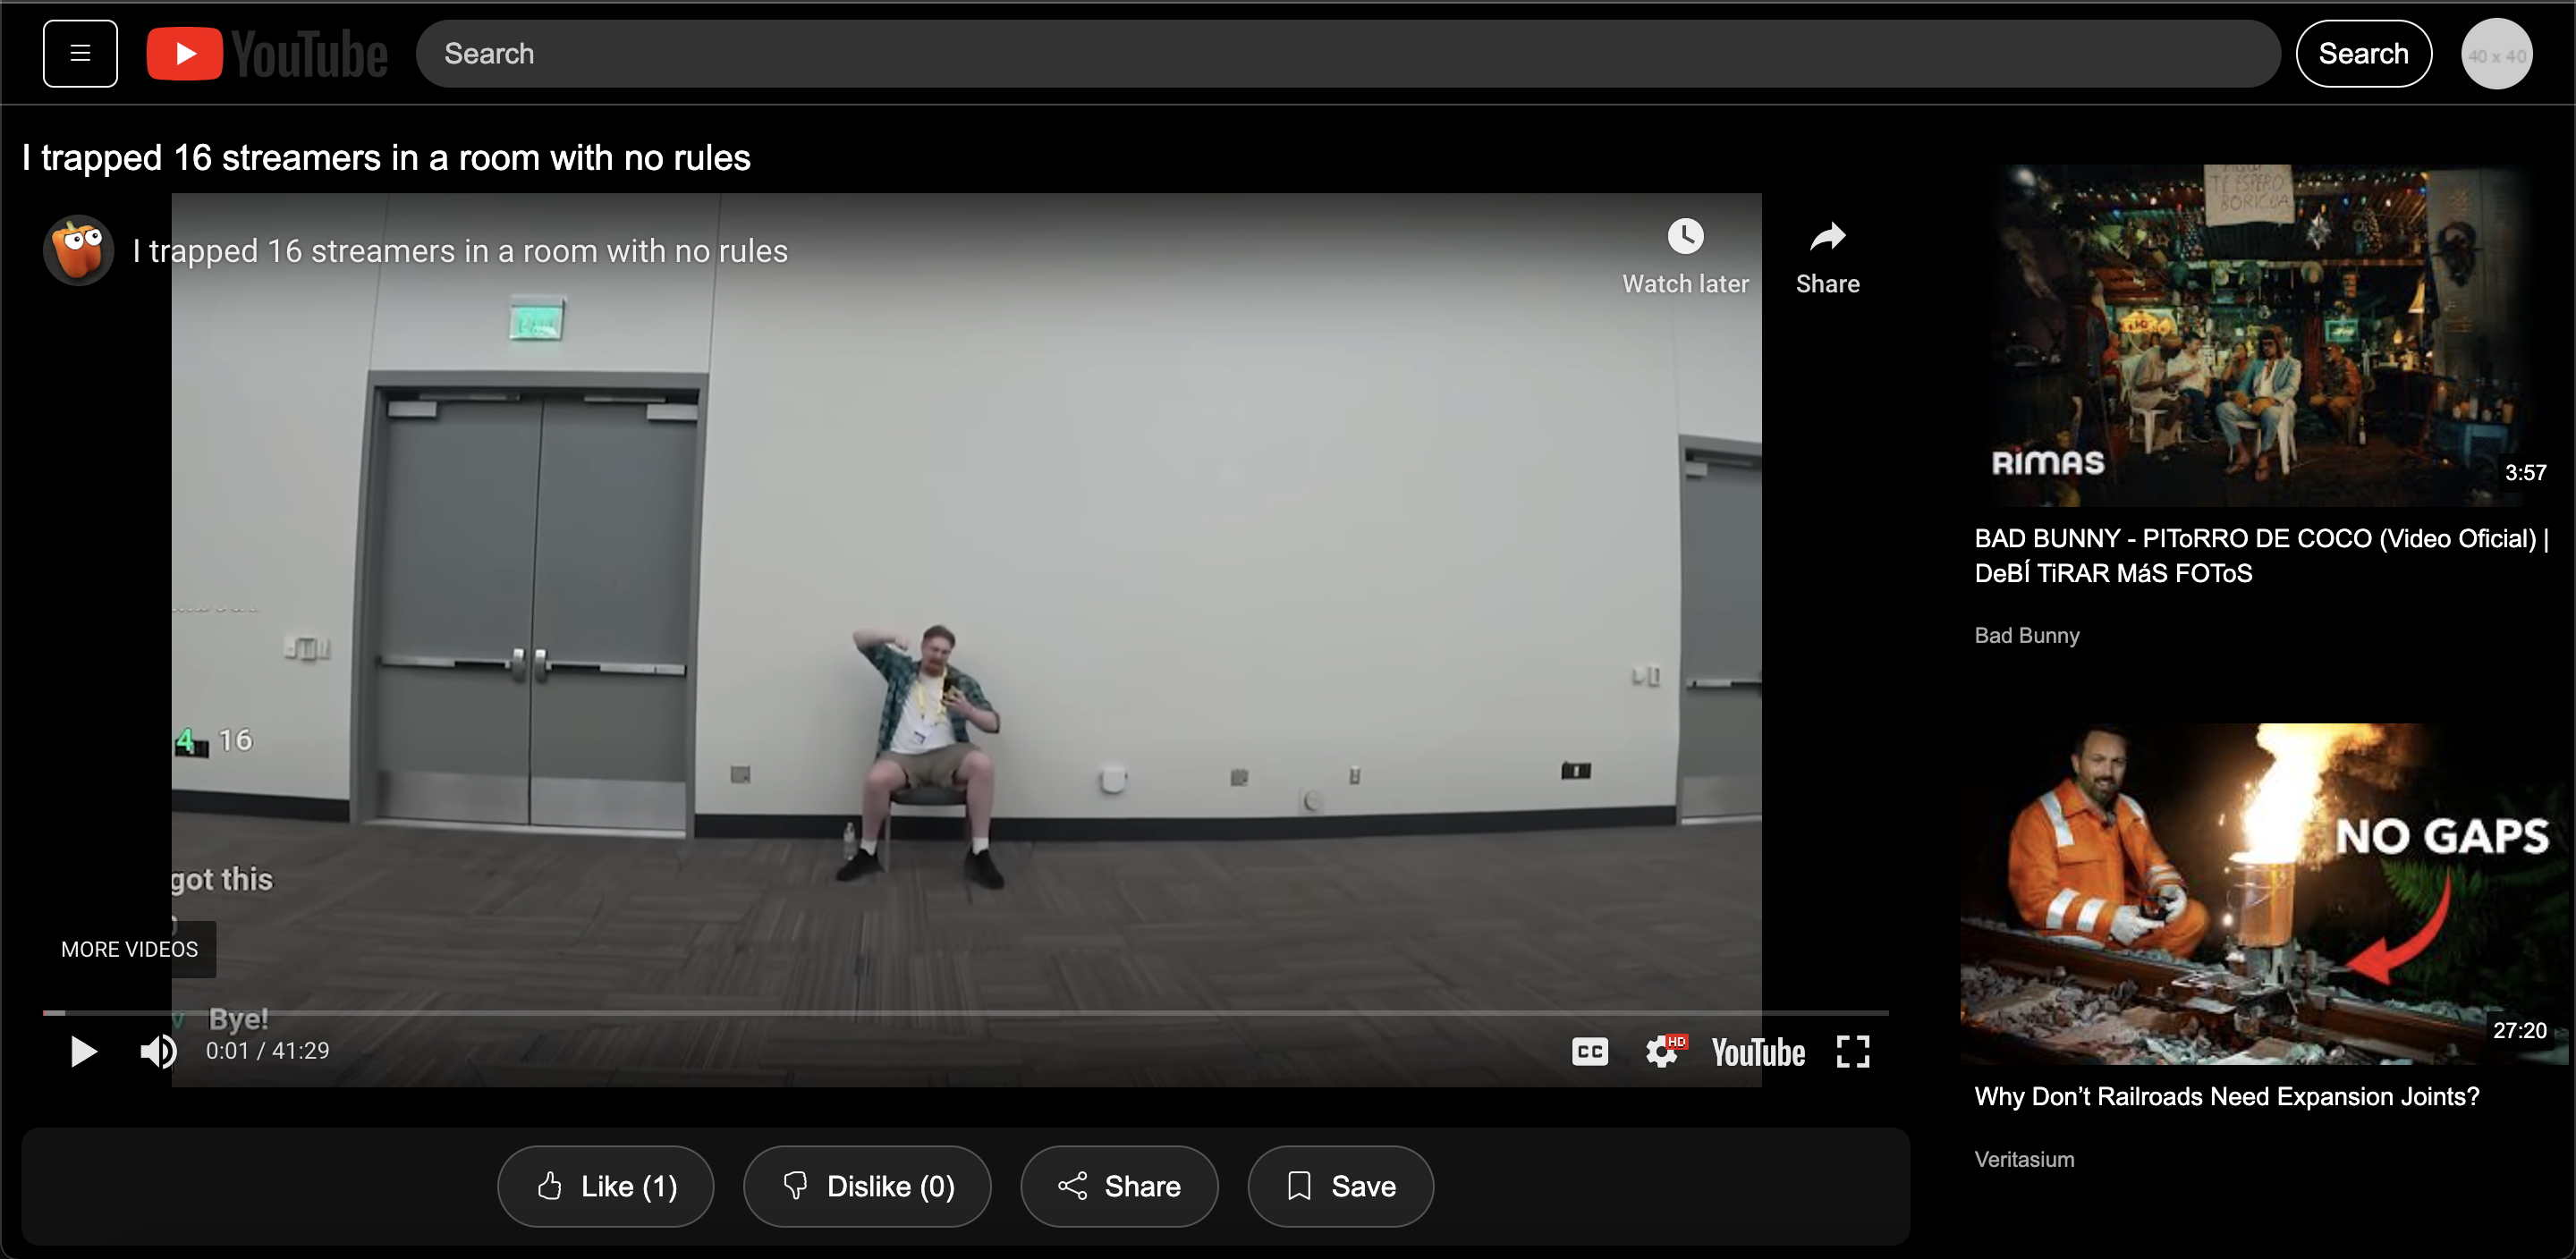 YouTube
Search
Search
40 x 40
I trapped 16 streamers in a room with no rules
I trapped 16 streamers in a room with no rules
Watch later
Share
4 16
got this
MORE VIDEOS
Bye!
0:01 / 41:29
CC
HD
YouTube
Like (1)
Dislike (0)
Share
Save
TE ESPERO
BORICUA
RIMAS
3:57
BAD BUNNY - PIToRRO DE COCO (Video Oficial) |
DeBÍ TiRAR MáS FOToS
Bad Bunny
NO GAPS
27:20
Why Don’t Railroads Need Expansion Joints?
Veritasium